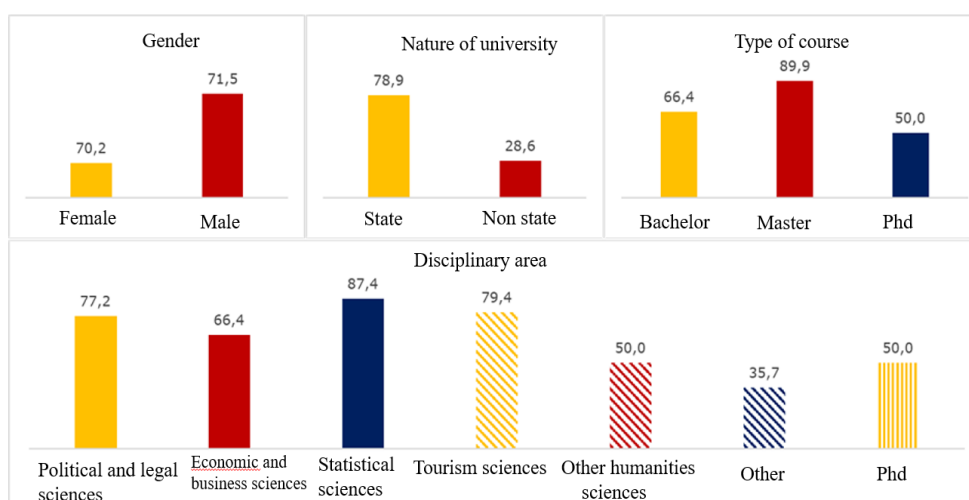 Gender
71,5
70,2
Female
Male
Nature of university
78,9
28,6
State
Non state
Type of course
89,9
66,4
50,0
Bachelor
Master
Phd
Disciplinary area
77,2
66,4
87,4
79,4
50,0
35,7
50,0
Political and legal
sciences
Economic and
business sciences
Statistical
sciences
Tourism sciences
Other humanities
sciences
Other
Phd